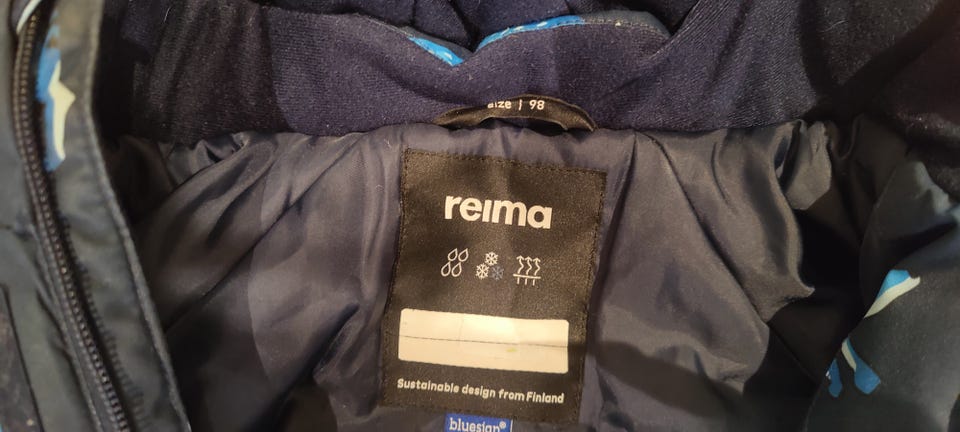 size | 98
reima
Sustainable design from Finland
bluesign®